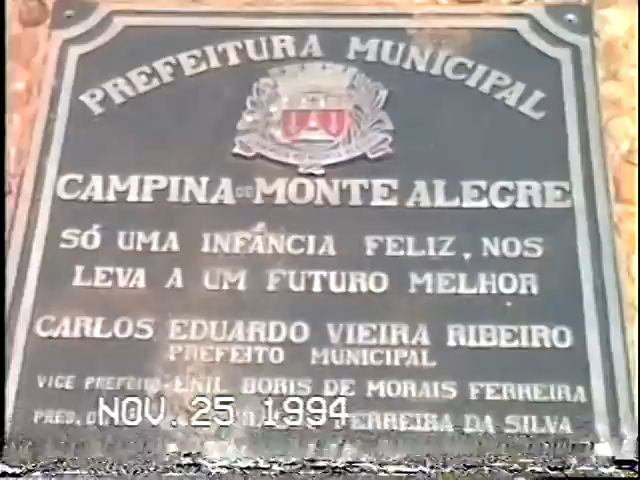 PREFEITURA MUNICIPAL
CAMPINA DO MONTE ALEGRE
SÓ UMA INFÂNCIA FELIZ, NOS
LEVA A UM FUTURO MELHOR
CARLOS EDUARDO VIEIRA RIBEIRO
PREFEITO MUNICIPAL
VICE PREFEITO-ENIL BORIS DE MORAIS FERREIRA
PRES. FERREIRA DA SILVA
NOV. 25 1994